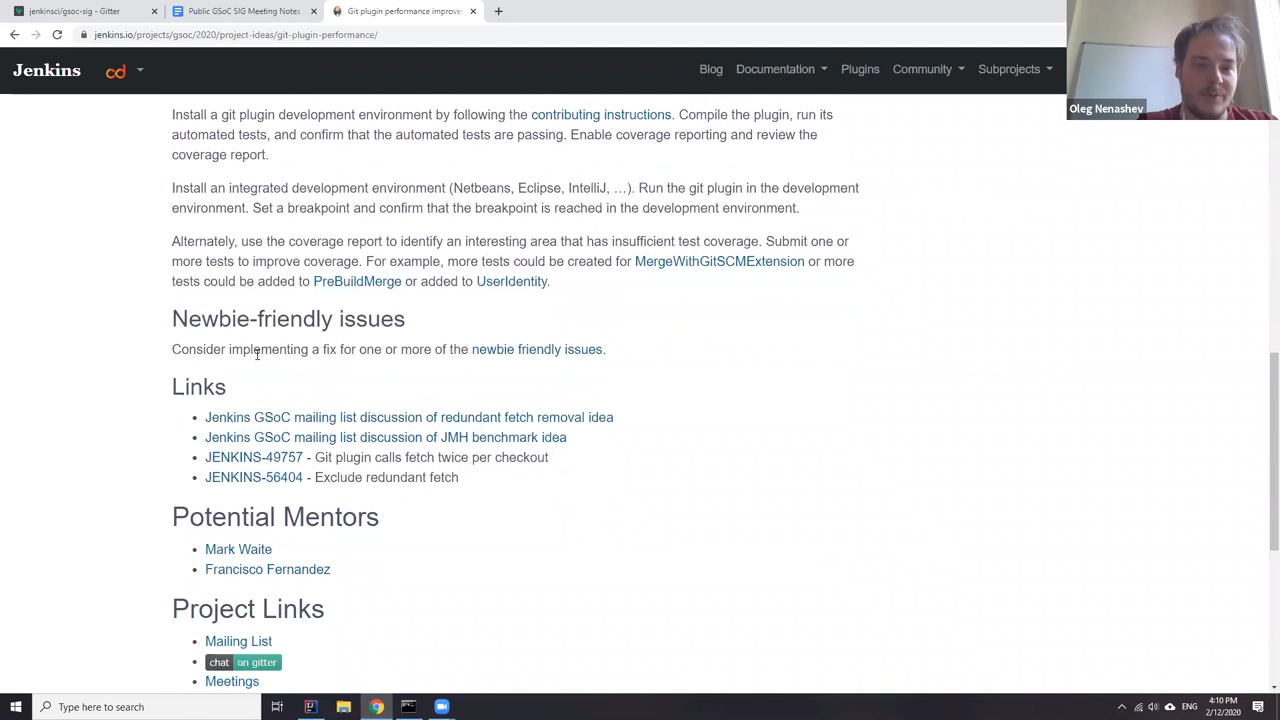 jenkinsci/gsoc-sig - Gitter
Public GSoC SIG Meeting Notes
Git plugin performance improve
jenkins.io/projects/gsoc/2020/project-ideas/git-plugin-performance/
Jenkins cd Blog Documentation Plugins Community Subprojects
Oleg Nenashev
Install a git plugin development environment by following the contributing instructions. Compile the plugin, run its
automated tests, and confirm that the automated tests are passing. Enable coverage reporting and review the
coverage report.
Install an integrated development environment (Netbeans, Eclipse, IntelliJ, …). Run the git plugin in the development
environment. Set a breakpoint and confirm that the breakpoint is reached in the development environment.
Alternately, use the coverage report to identify an interesting area that has insufficient test coverage. Submit one or
more tests to improve coverage. For example, more tests could be created for MergeWithGitSCMExtension or more
tests could be added to PreBuildMerge or added to UserIdentity.
Newbie-friendly issues
Consider implementing a fix for one or more of the newbie friendly issues.
Links
• Jenkins GSoC mailing list discussion of redundant fetch removal idea
• Jenkins GSoC mailing list discussion of JMH benchmark idea
• JENKINS-49757 - Git plugin calls fetch twice per checkout
• JENKINS-56404 - Exclude redundant fetch
Potential Mentors
• Mark Waite
• Francisco Fernandez
Project Links
• Mailing List
• chat on gitter
• Meetings
Type here to search
ENG
4:10 PM
2/12/2020